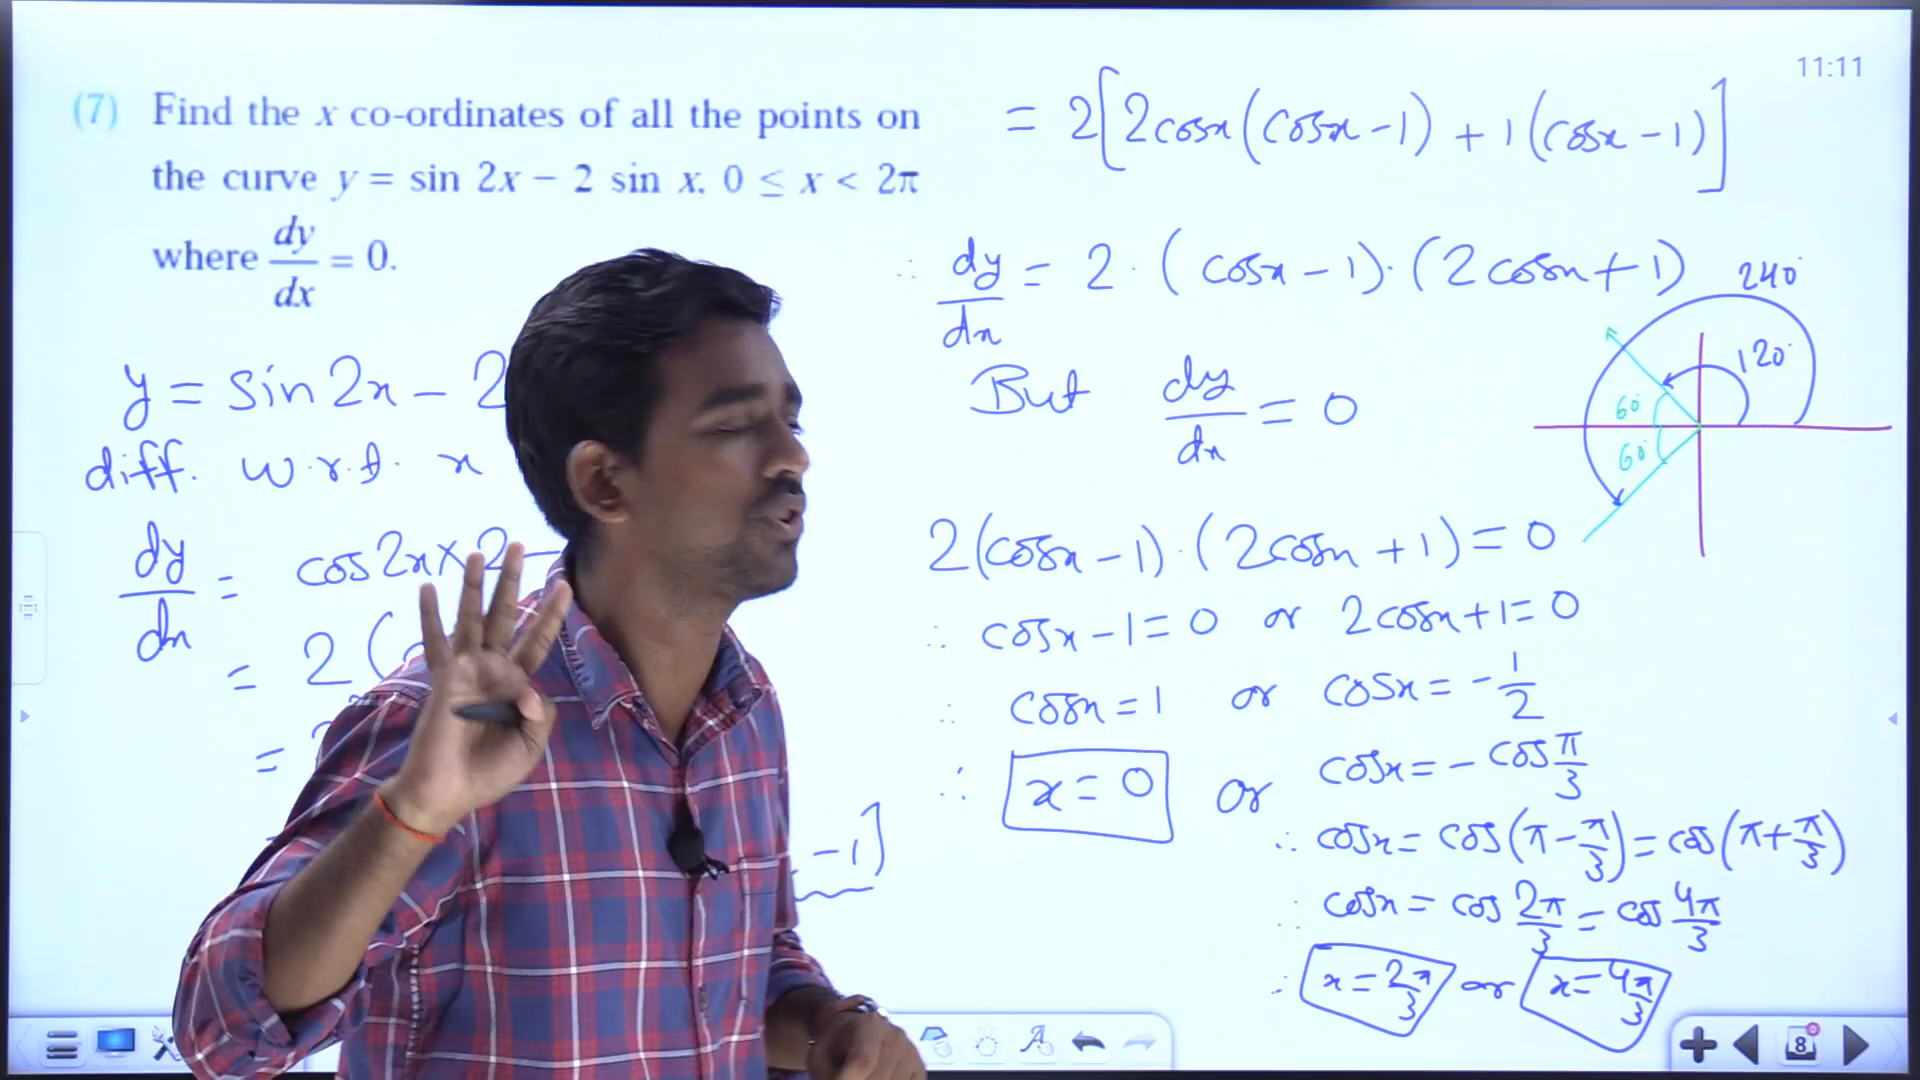 (7) Find the x co-ordinates of all the points on
the curve y = sin 2x − 2 sin x, 0 ≤ x < 2π
where dy/dx = 0.
y = sin 2x − 2
diff. w.r.t. x
dy/dx = cos 2x × 2 −
= 2(
=
−1]
11:11
= 2[2cosx(cosx − 1) + 1(cosx − 1)]
∴ dy/dx = 2 · (cosx − 1) · (2cosx + 1)
But dy/dx = 0
240°
120°
60°
60°
2(cosx − 1) · (2cosx + 1) = 0
∴ cosx − 1 = 0 or 2cosx + 1 = 0
∴ cosx = 1 or cosx = −1/2
∴ x = 0 or cosx = − cos π/3
∴ cosx = cos(π − π/3) = cos(π + π/3)
∴ cosx = cos 2π/3 = cos 4π/3
∴ x = 2π/3 or x = 4π/3
8